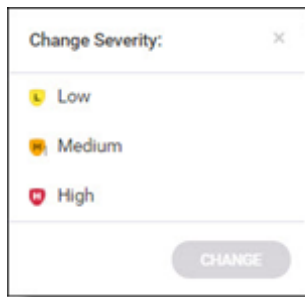 Change Severity: ×
L Low
M Medium
H High
CHANGE